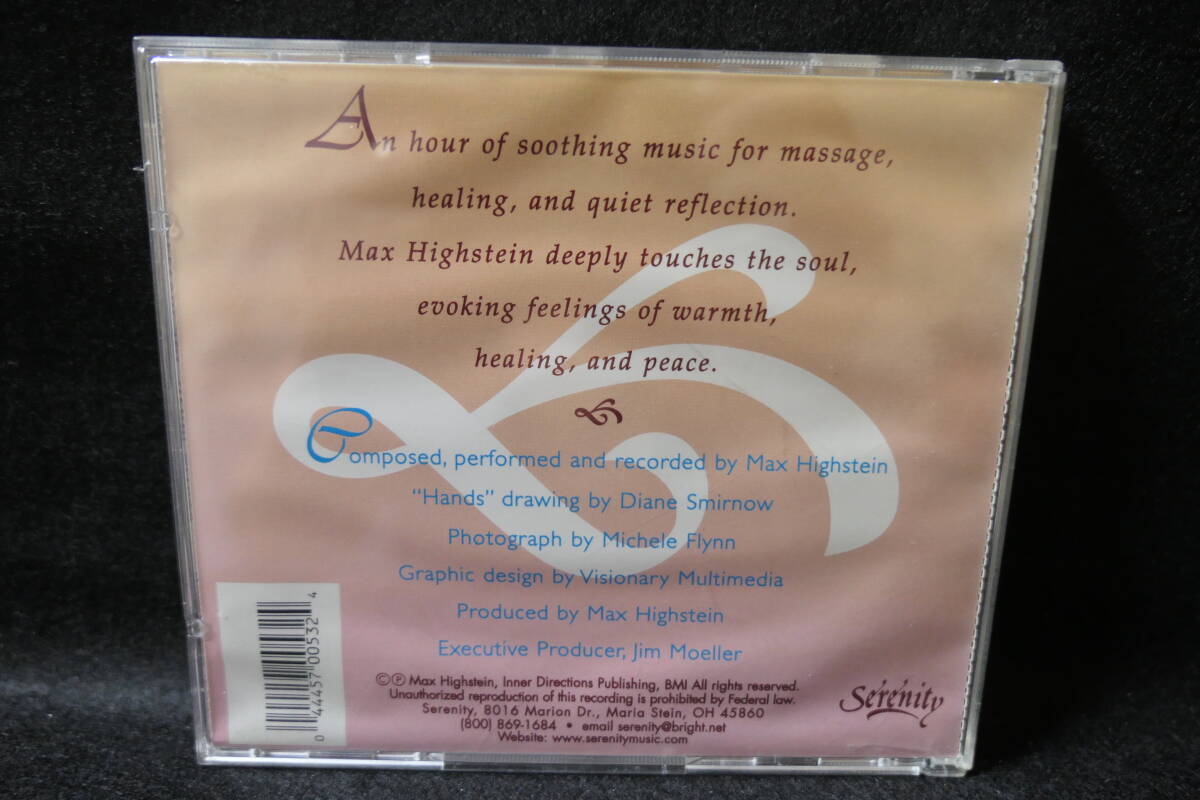 An hour of soothing music for massage,
healing, and quiet reflection.
Max Highstein deeply touches the soul,
evoking feelings of warmth,
healing, and peace.
Composed, performed and recorded by Max Highstein
"Hands" drawing by Diane Smirnow
Photograph by Michele Flynn
Graphic design by Visionary Multimedia
Produced by Max Highstein
Executive Producer, Jim Moeller
©℗ Max Highstein, Inner Directions Publishing, BMI All rights reserved.
Unauthorized reproduction of this recording is prohibited by Federal law.
Serenity, 8016 Marion Dr., Maria Stein, OH 45860
(800) 869-1684 • email serenity@bright.net
Website: www.serenitymusic.com
Serenity
0 44457 00532 4